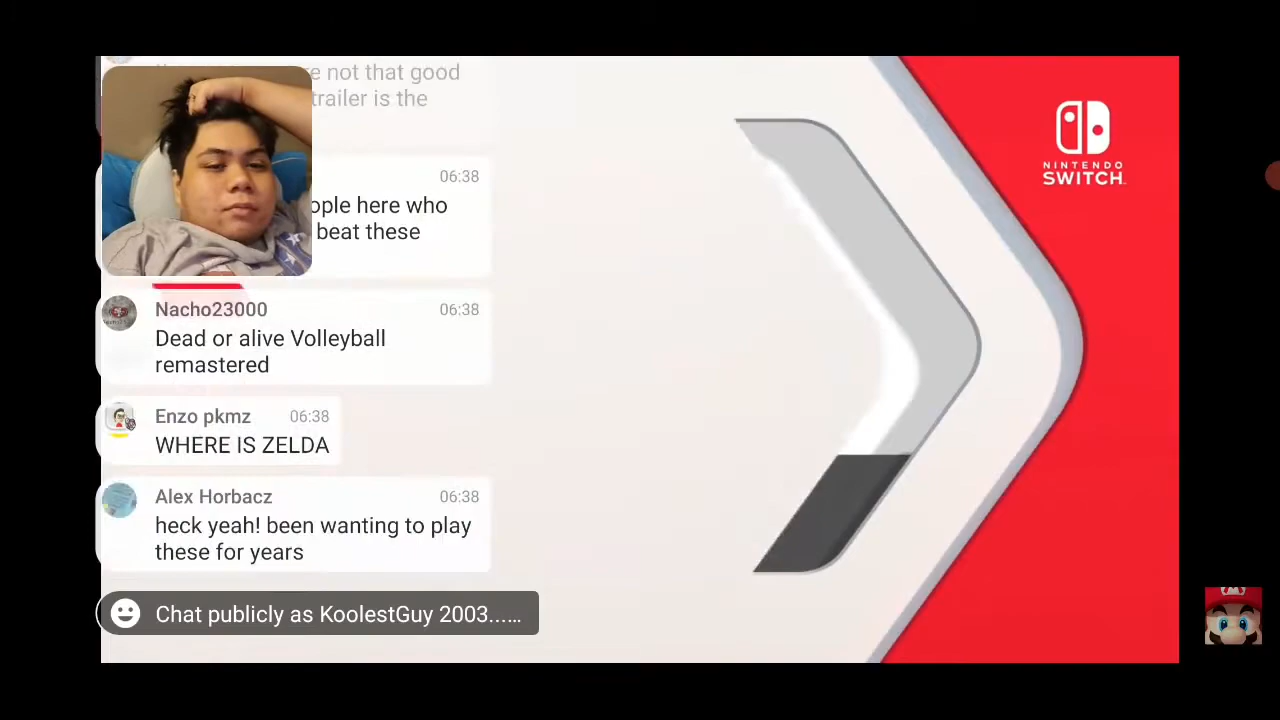 re not that good
trailer is the
06:38
ople here who
beat these
Nacho23000 06:38
Dead or alive Volleyball
remastered
Enzo pkmz 06:38
WHERE IS ZELDA
Alex Horbacz 06:38
heck yeah! been wanting to play
these for years
Chat publicly as KoolestGuy 2003...…
NINTENDO
SWITCH